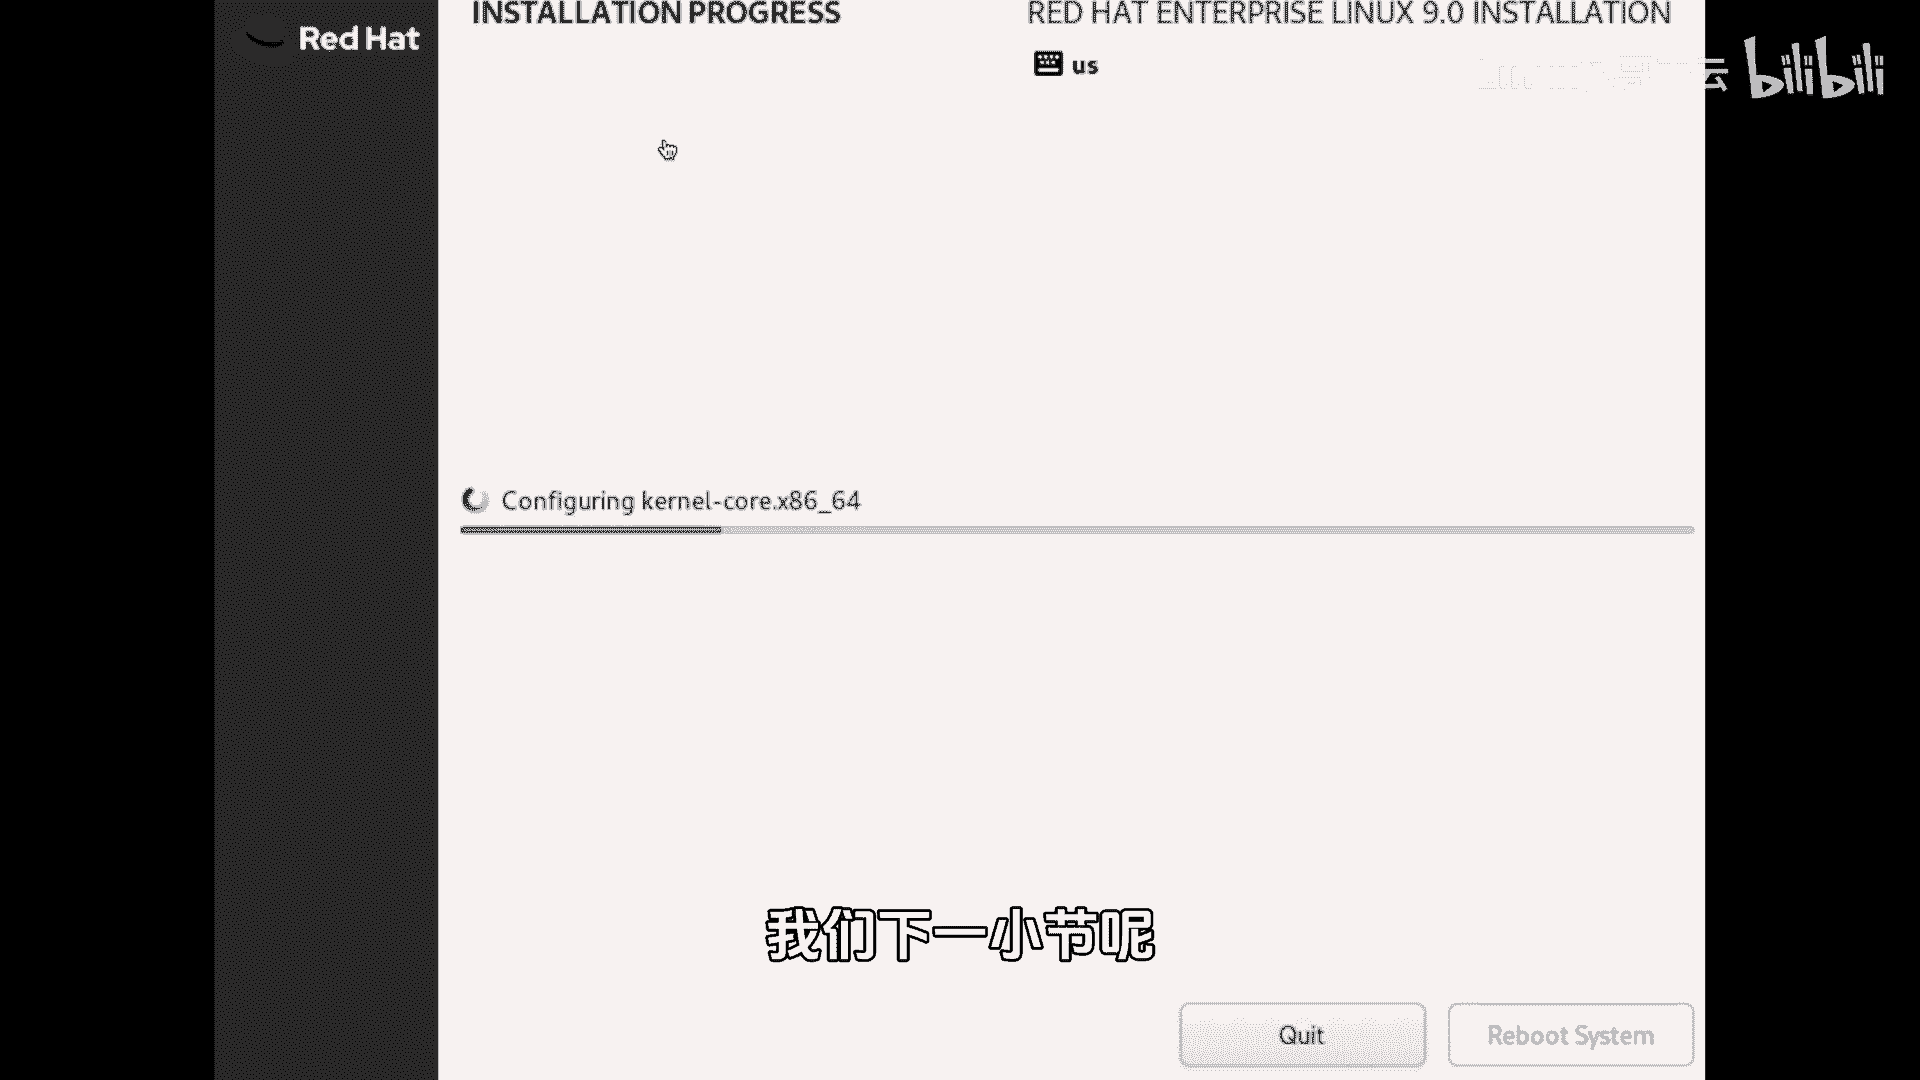 Red Hat
INSTALLATION PROGRESS
RED HAT ENTERPRISE LINUX 9.0 INSTALLATION
us
云 bilibili
Configuring kernel-core.x86_64
我们下一小节呢
Quit
Reboot System